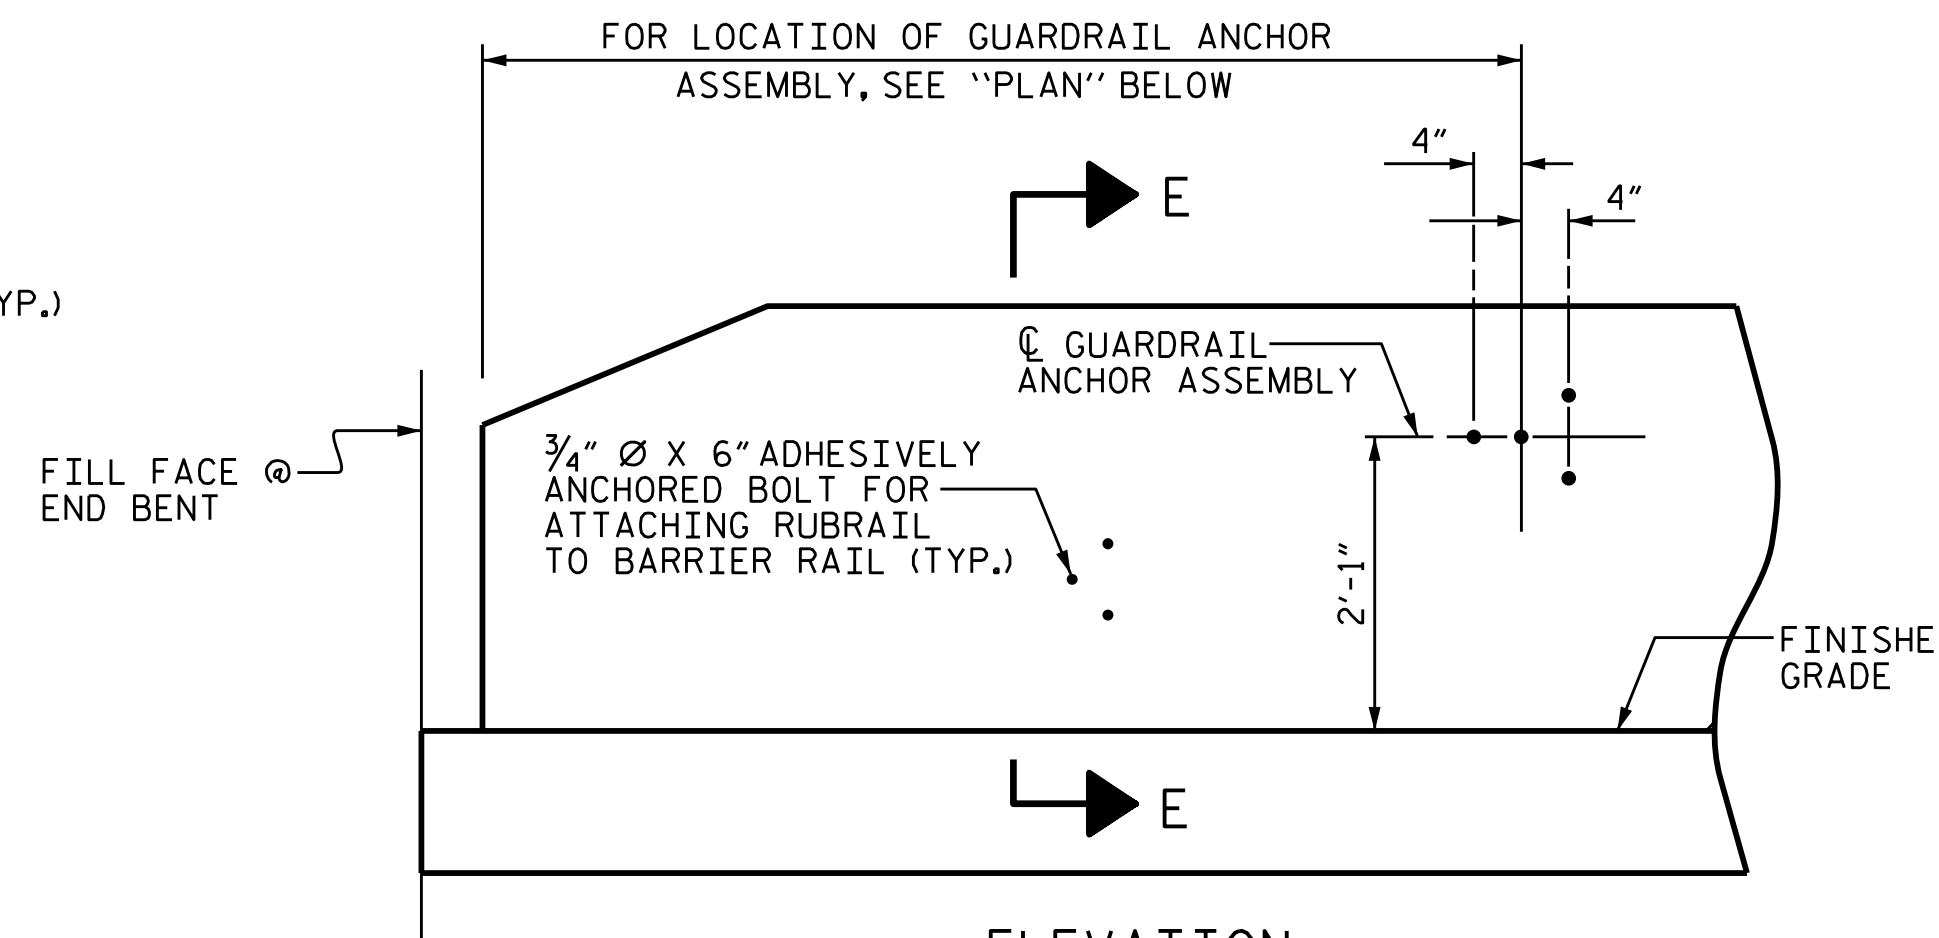 FOR LOCATION OF GUARDRAIL ANCHOR
ASSEMBLY, SEE "PLAN" BELOW
4"
E
4"
YP.)
℄ GUARDRAIL
ANCHOR ASSEMBLY
FILL FACE @
END BENT
¾" Ø X 6" ADHESIVELY
ANCHORED BOLT FOR
ATTACHING RUBRAIL
TO BARRIER RAIL (TYP.)
2'-1"
FINISHE
GRADE
E
ELEVATION